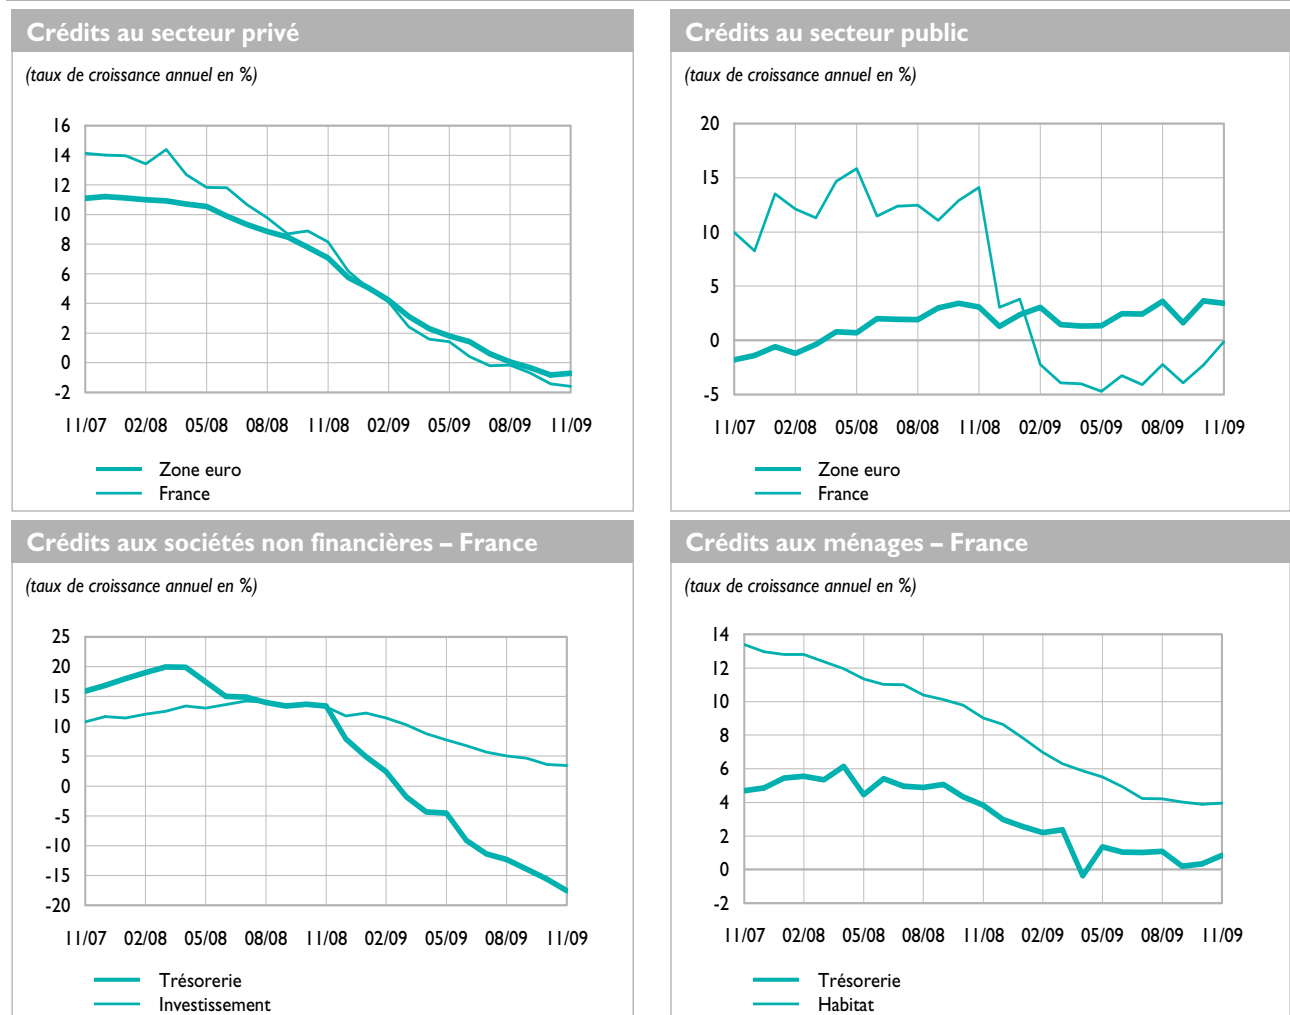 Crédits au secteur privé
(taux de croissance annuel en %)
16
14
12
10
8
6
4
2
0
-2
11/07 02/08 05/08 08/08 11/08 02/09 05/09 08/09 11/09
Zone euro
France
Crédits au secteur public
(taux de croissance annuel en %)
20
15
10
5
0
-5
11/07 02/08 05/08 08/08 11/08 02/09 05/09 08/09 11/09
Zone euro
France
Crédits aux sociétés non financières – France
(taux de croissance annuel en %)
25
20
15
10
5
0
-5
-10
-15
-20
11/07 02/08 05/08 08/08 11/08 02/09 05/09 08/09 11/09
Trésorerie
Investissement
Crédits aux ménages – France
(taux de croissance annuel en %)
14
12
10
8
6
4
2
0
-2
11/07 02/08 05/08 08/08 11/08 02/09 05/09 08/09 11/09
Trésorerie
Habitat